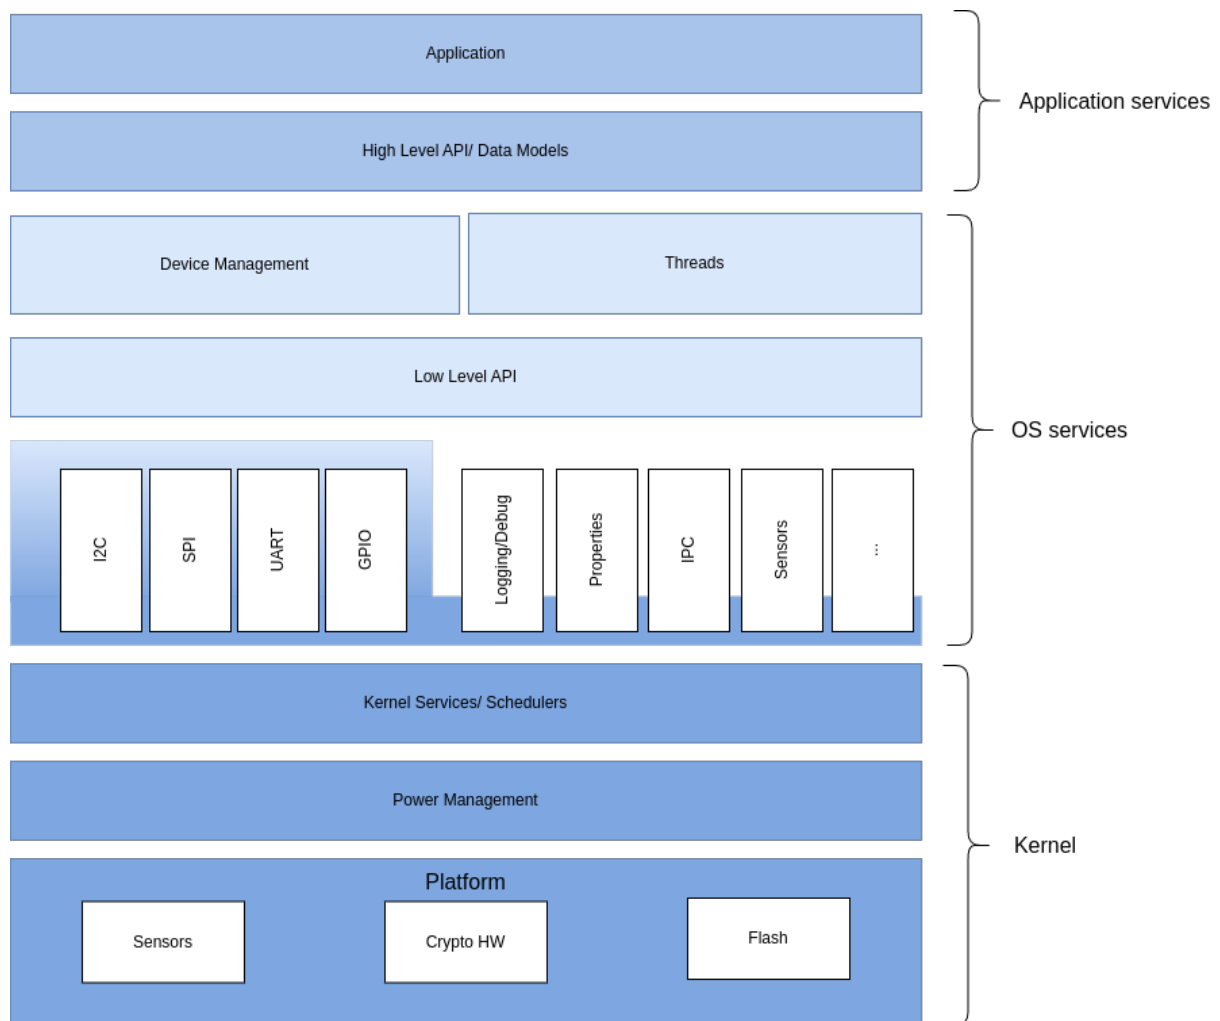 Application
Application services
High Level API/ Data Models
Device Management
Threads
Low Level API
OS services
I2C
SPI
UART
GPIO
Logging/Debug
Properties
IPC
Sensors
...
Kernel Services/ Schedulers
Power Management
Kernel
Platform
Sensors
Crypto HW
Flash